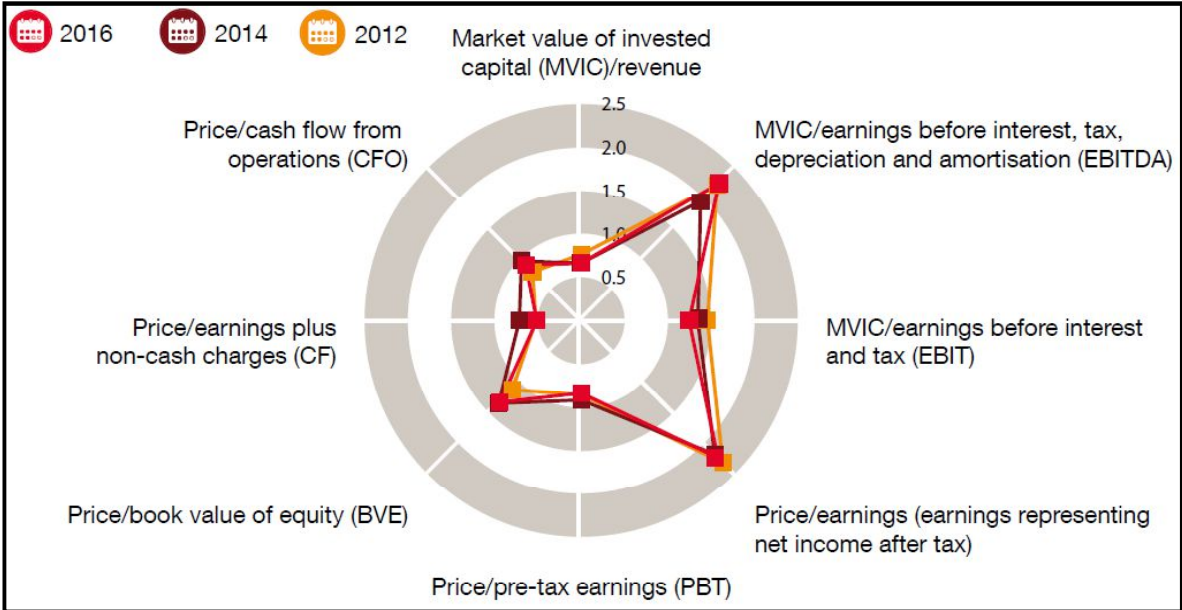 2016
2014
2012
Market value of invested
capital (MVIC)/revenue
2.5
2.0
1.5
1.0
0.5
MVIC/earnings before interest, tax,
depreciation and amortisation (EBITDA)
MVIC/earnings before interest
and tax (EBIT)
Price/earnings (earnings representing
net income after tax)
Price/pre-tax earnings (PBT)
Price/book value of equity (BVE)
Price/earnings plus
non-cash charges (CF)
Price/cash flow from
operations (CFO)